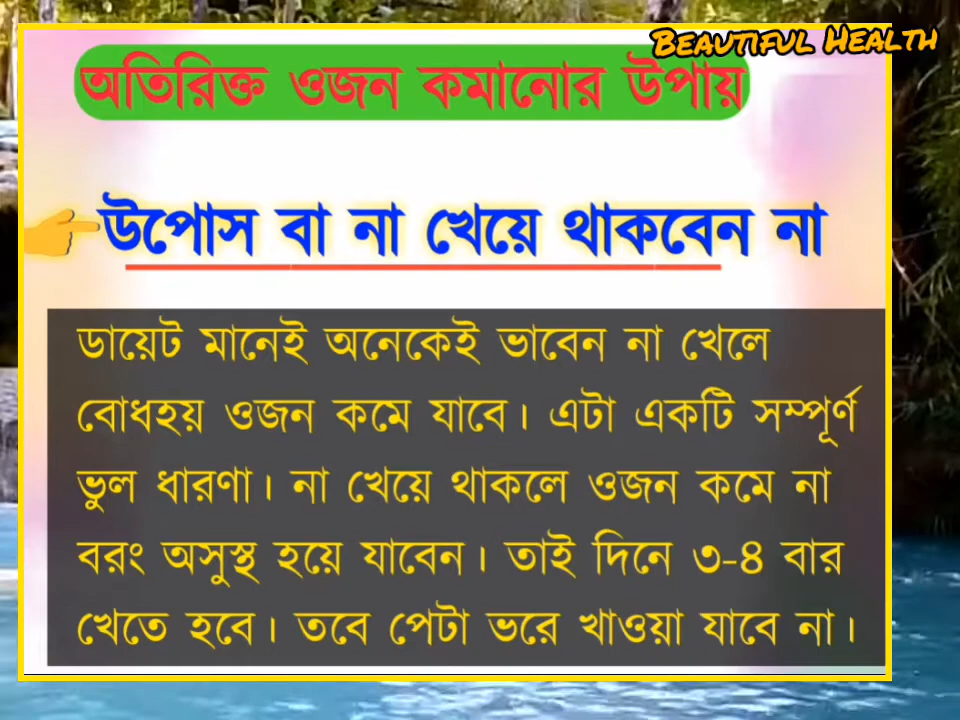 Beautiful Health
অতিরিক্ত ওজন কমানোর উপায়
উপোস বা না খেয়ে থাকবেন না
ডায়েট মানেই অনেকেই ভাবেন না খেলে
বোধহয় ওজন কমে যাবে। এটা একটি সম্পূর্ণ
ভুল ধারণা। না খেয়ে থাকলে ওজন কমে না
বরং অসুস্থ হয়ে যাবেন। তাই দিনে ৩-৪ বার
খেতে হবে। তবে পেটা ভরে খাওয়া যাবে না।